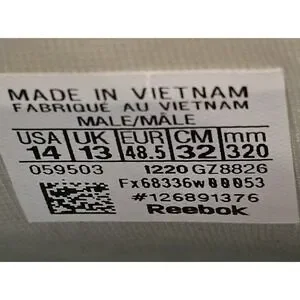 MADE IN VIETNAM
FABRIQUÉ AU VIETNAM
MALE/MÂLE
USA UK EUR CM mm
14 13 48.5 32 320
059503 I220 GZ8826
Fx68336w00053
#126891376
Reebok